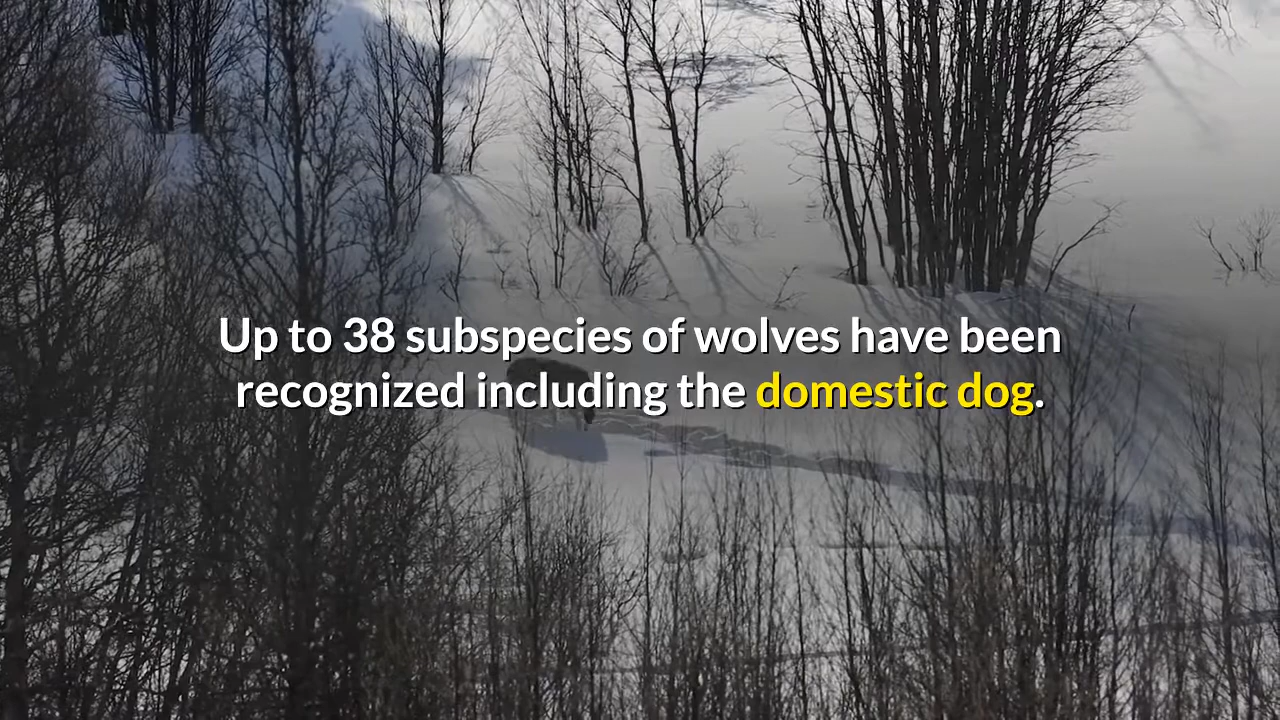 Up to 38 subspecies of wolves have been
recognized including the domestic dog.